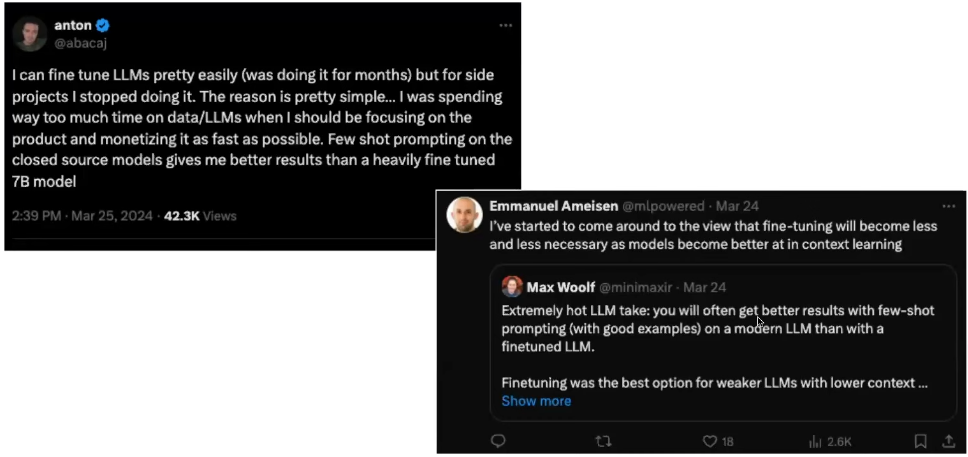 anton
@abacaj
I can fine tune LLMs pretty easily (was doing it for months) but for side
projects I stopped doing it. The reason is pretty simple... I was spending
way too much time on data/LLMs when I should be focusing on the
product and monetizing it as fast as possible. Few shot prompting on the
closed source models gives me better results than a heavily fine tuned
7B model
2:39 PM · Mar 25, 2024 · 42.3K Views
Emmanuel Ameisen @mlpowered · Mar 24
I've started to come around to the view that fine-tuning will become less
and less necessary as models become better at in context learning
Max Woolf @minimaxir · Mar 24
Extremely hot LLM take: you will often get better results with few-shot
prompting (with good examples) on a modern LLM than with a
finetuned LLM.
Finetuning was the best option for weaker LLMs with lower context ...
Show more
18
2.6K